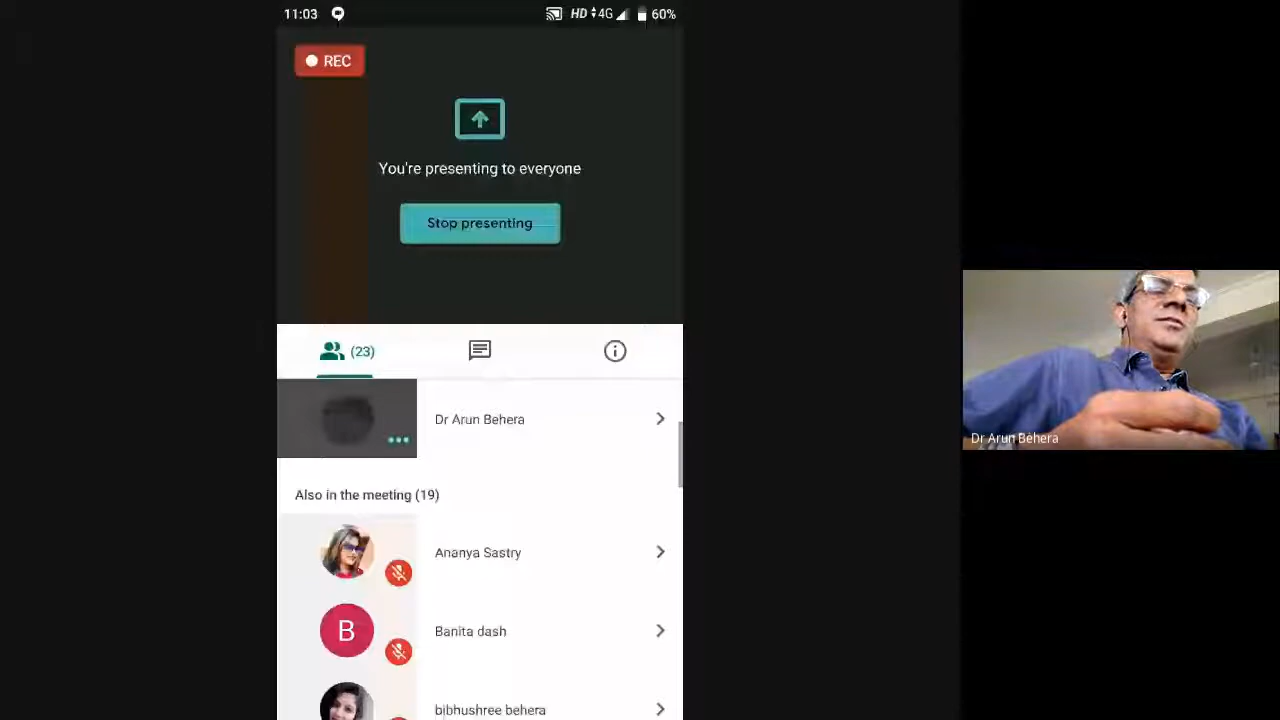 11:03
HD 4G 60%
REC
You're presenting to everyone
Stop presenting
(23)
Dr Arun Behera
Also in the meeting (19)
Ananya Sastry
B
Banita dash
bibhushree behera
Dr Arun Behera